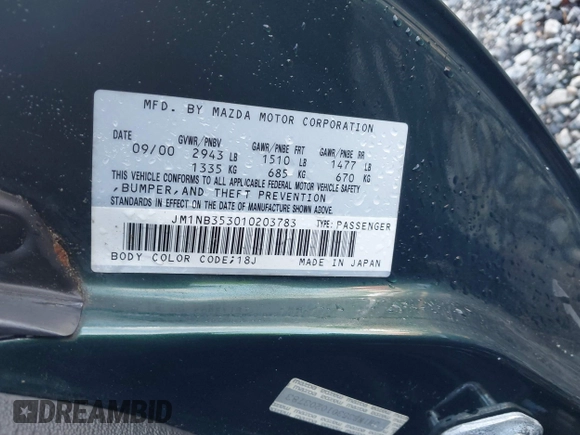 MFD. BY MAZDA MOTOR CORPORATION
DATE GVWR/PNBV GAWR/PNBE FRT GAWR/PNBE RR
09/00 2943 LB 1510 LB 1477 LB
1335 KG 685 KG 670 KG
THIS VEHICLE CONFORMS TO ALL APPLICABLE FEDERAL MOTOR VEHICLE SAFETY
,BUMPER,AND THEFT PREVENTION
STANDARDS IN EFFECT ON THE DATE OF MANUFACTURE SHOWN ABOVE.
JM1NB353010203783 TYPE:PASSENGER
BODY COLOR CODE;18J MADE IN JAPAN
DREAMBID